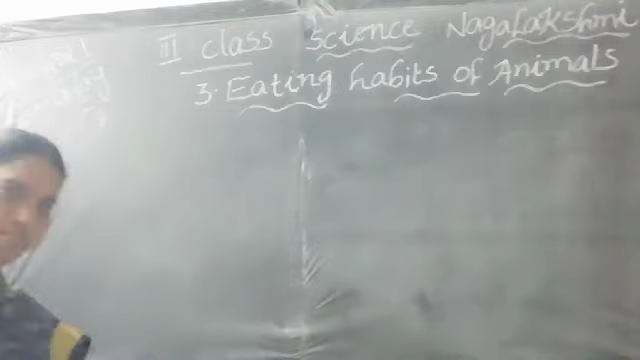 III class Science NagaLakshmi
3. Eating habits of Animals